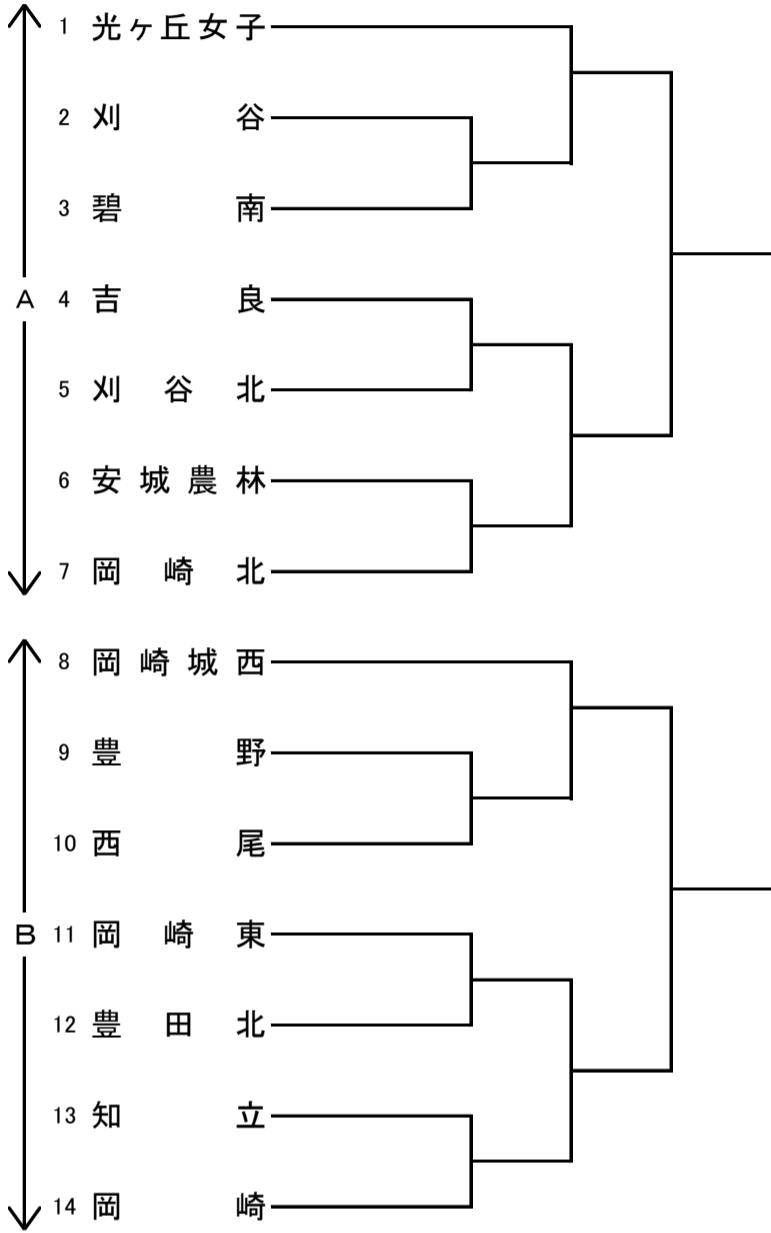 1 光ヶ丘女子
2 刈谷
3 碧南
A 4 吉良
5 刈谷北
6 安城農林
7 岡崎北
8 岡崎城西
9 豊野
10 西尾
B 11 岡崎東
12 豊田北
13 知立
14 岡崎